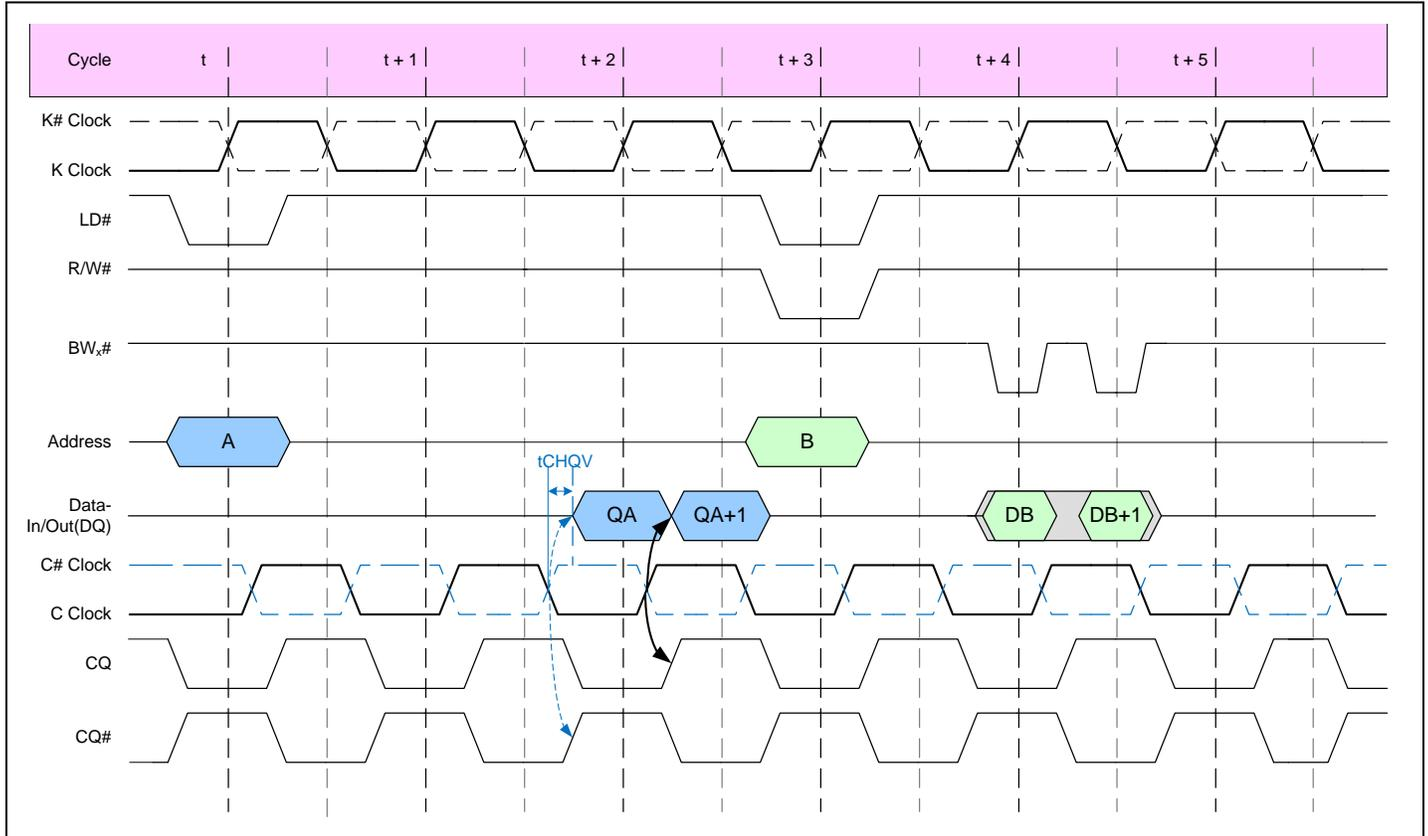 Cycle t t + 1 t + 2 t + 3 t + 4 t + 5
K# Clock
K Clock
LD#
R/W#
BWx#
Address A B
tCHQV
Data-
In/Out(DQ) QA QA+1 DB DB+1
C# Clock
C Clock
CQ
CQ#